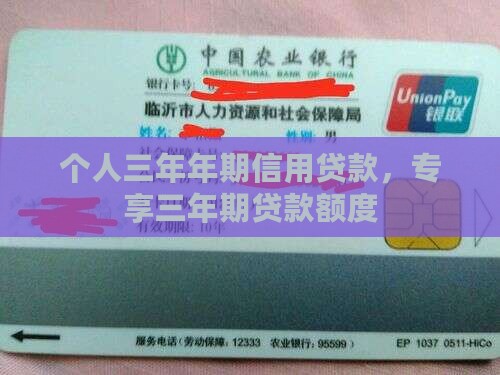 中国农业银行
AGRICULTURAL BANK OF CHINA
银行卡号:
UnionPay
银联
临沂市人力资源和社会保障局
姓名:
性别: 男
个人三年年期信用贷款,专
享三年期贷款额度
有效期限: 10年
服务电话(劳动保障: 12333 农业银行: 95599)
EP 1037 0511-HiCo